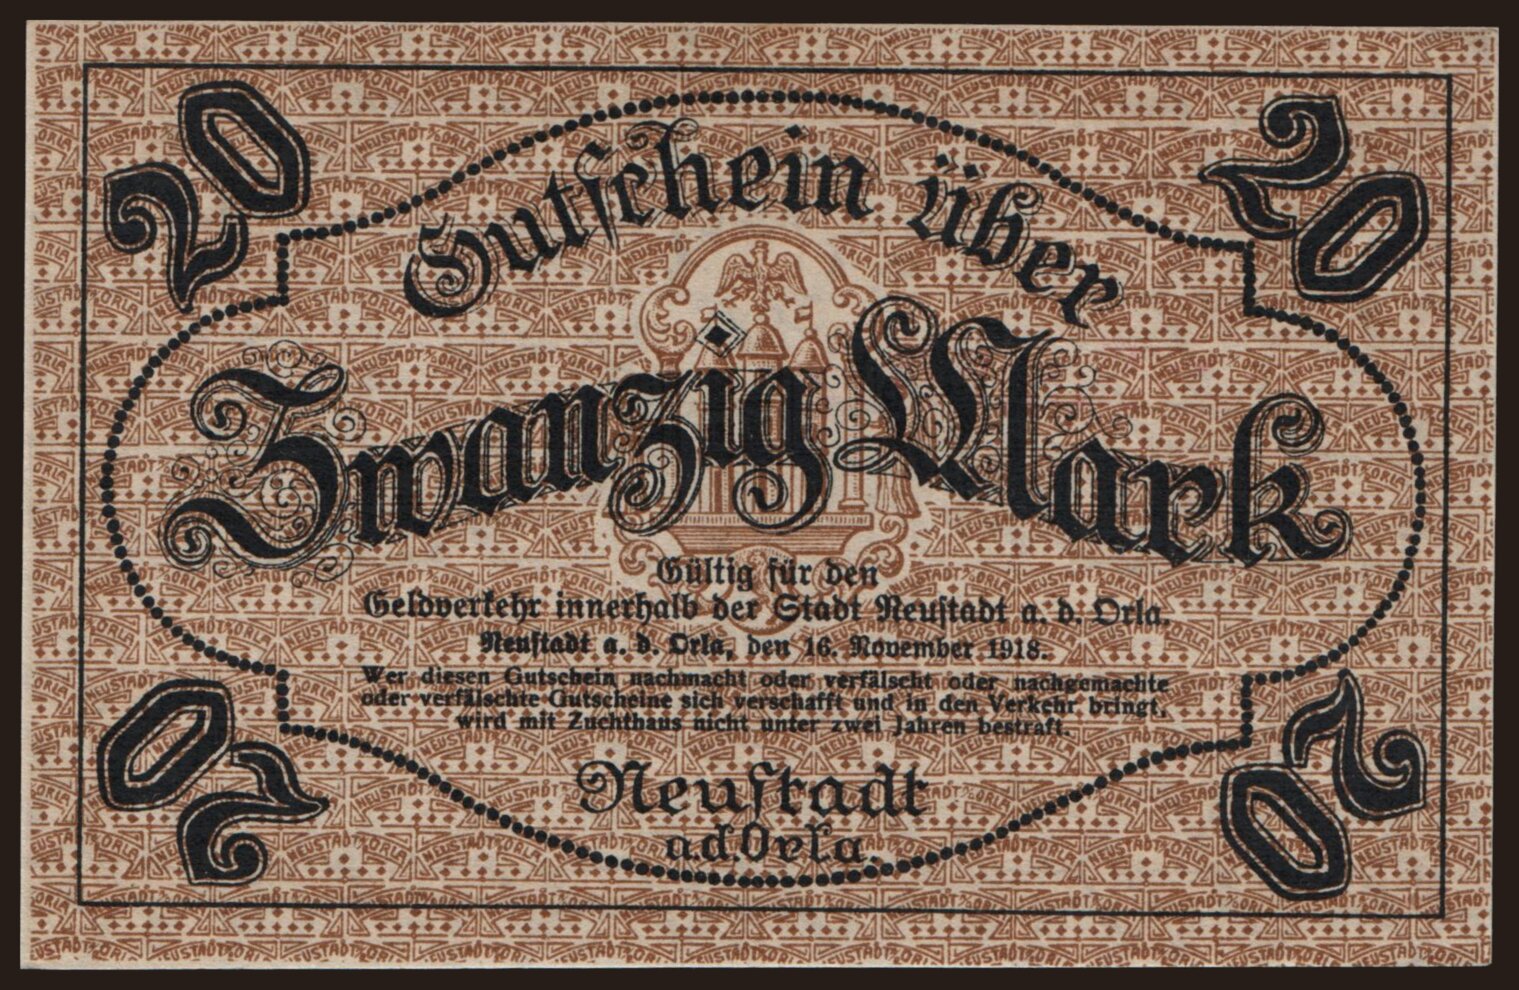 20
20
Gutschein über
Zwanzig Mark
Gültig für den
Geldverkehr innerhalb der Stadt Neustadt a. d. Orla.
Neustadt a. d. Orla, den 16. November 1918.
Wer diesen Gutschein nachmacht oder verfälscht oder nachgemachte
oder verfälschte Gutscheine sich verschafft und in den Verkehr bringt,
wird mit Zuchthaus nicht unter zwei Jahren bestraft.
Neustadt
a.d.Orla.
20
20